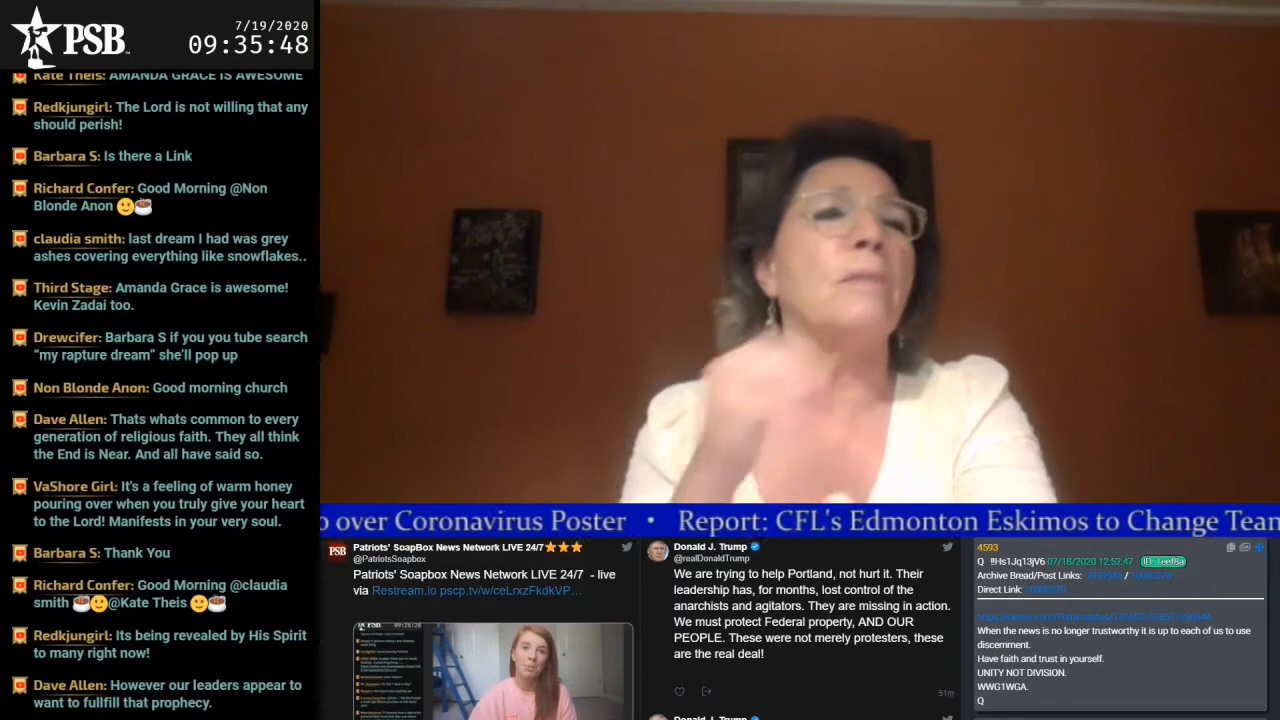 PSB
7/19/2020
09:35:48
Kate Theis: AMANDA GRACE IS AWESOME
Redkjungirl: The Lord is not willing that any
should perish!
Barbara S: Is there a Link
Richard Confer: Good Morning @Non
Blonde Anon
claudia smith: last dream I had was grey
ashes covering everything like snowflakes..
Third Stage: Amanda Grace is awesome!
Kevin Zadai too.
Drewcifer: Barbara S if you you tube search
“my rapture dream” she’ll pop up
Non Blonde Anon: Good morning church
Dave Allen: Thats whats common to every
generation of religious faith. They all think
the End is Near. And all have said so.
VaShore Girl: It's a feeling of warm honey
pouring over when you truly give your heart
to the Lord! Manifests in your very soul.
Barbara S: Thank You
Richard Confer: Good Morning @claudia
smith @Kate Theis
Redkjungirl: Its being revealed by His Spirit
to many right now!
Dave Allen: However our leaders appear to
want to fullfill that prophecy.
o over Coronavirus Poster • Report: CFL's Edmonton Eskimos to Change Team
PSB Patriots' SoapBox News Network LIVE 24/7
@PatriotsSoapbox
Patriots' Soapbox News Network LIVE 24/7 - live
via Restream.io pscp.tv/w/ceLrxzFkdkVP…
09:26:28
Donald J. Trump
@realDonaldTrump
We are trying to help Portland, not hurt it. Their
leadership has, for months, lost control of the
anarchists and agitators. They are missing in action.
We must protect Federal property, AND OUR
PEOPLE. These were not merely protesters, these
are the real deal!
51m
Donald J. Trump
4593
Q !!Hs1Jq13jV6 07/18/2020 12:52:47 ID: 1eef8a
Archive Bread/Post Links:
Direct Link:
When the news is no longer trustworthy it is up to each of us to use
discernment.
Have faith and trust in yourself.
UNITY NOT DIVISION.
WWG1WGA.
Q